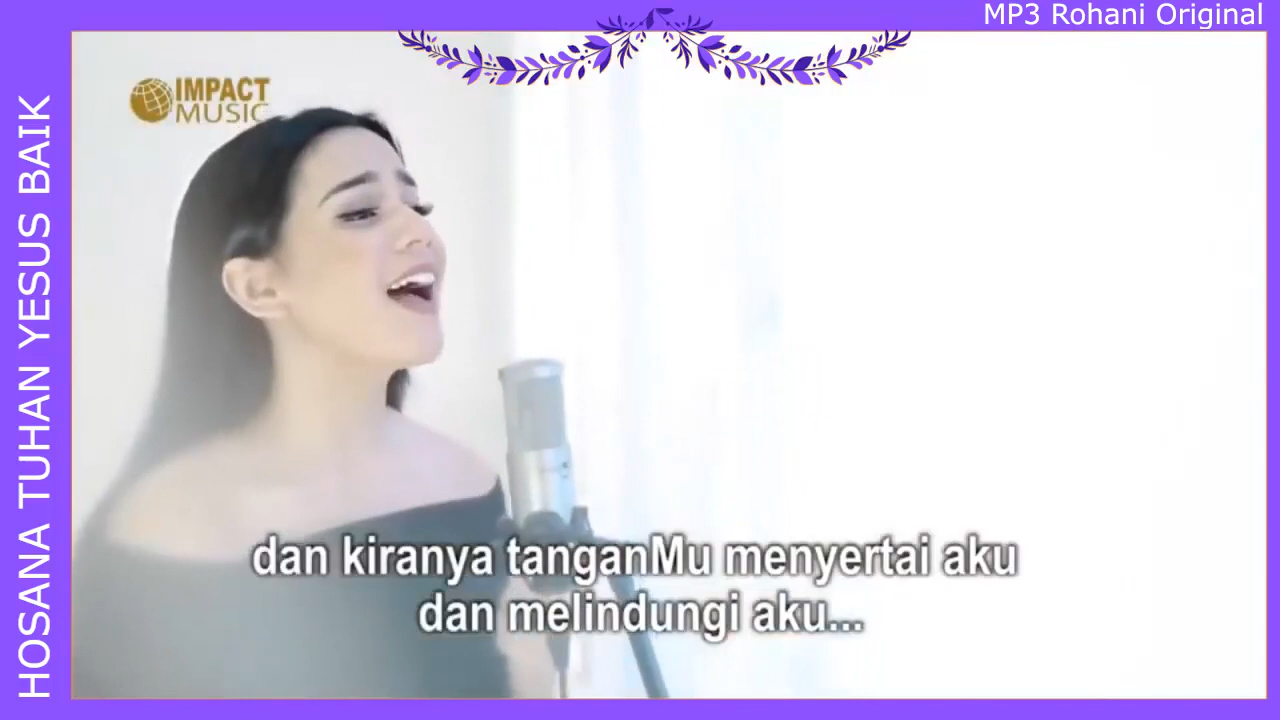 MP3 Rohani Original
HOSANA TUHAN YESUS BAIK
IMPACT
MUSIC
dan kiranya tanganMu menyertai aku
dan melindungi aku...